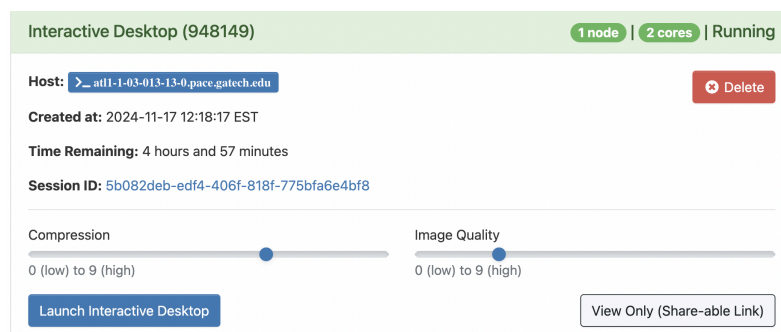 Interactive Desktop (948149)
1 node | 2 cores | Running
Host: >_ atl1-1-03-013-13-0.pace.gatech.edu
Delete
Created at: 2024-11-17 12:18:17 EST
Time Remaining: 4 hours and 57 minutes
Session ID: 5b082deb-edf4-406f-818f-775bfa6e4bf8
Compression
0 (low) to 9 (high)
Image Quality
0 (low) to 9 (high)
Launch Interactive Desktop
View Only (Share-able Link)